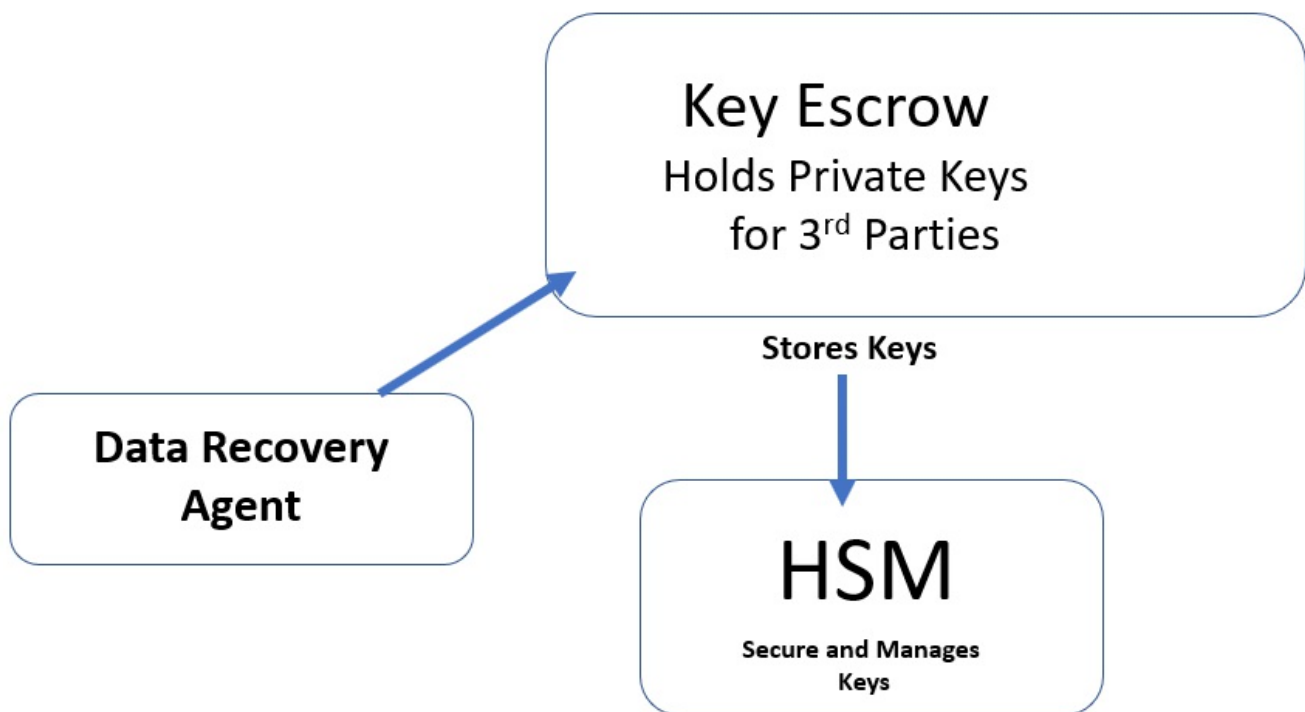 Key Escrow
Holds Private Keys
for 3rd Parties
Stores Keys
Data Recovery
Agent
HSM
Secure and Manages
Keys